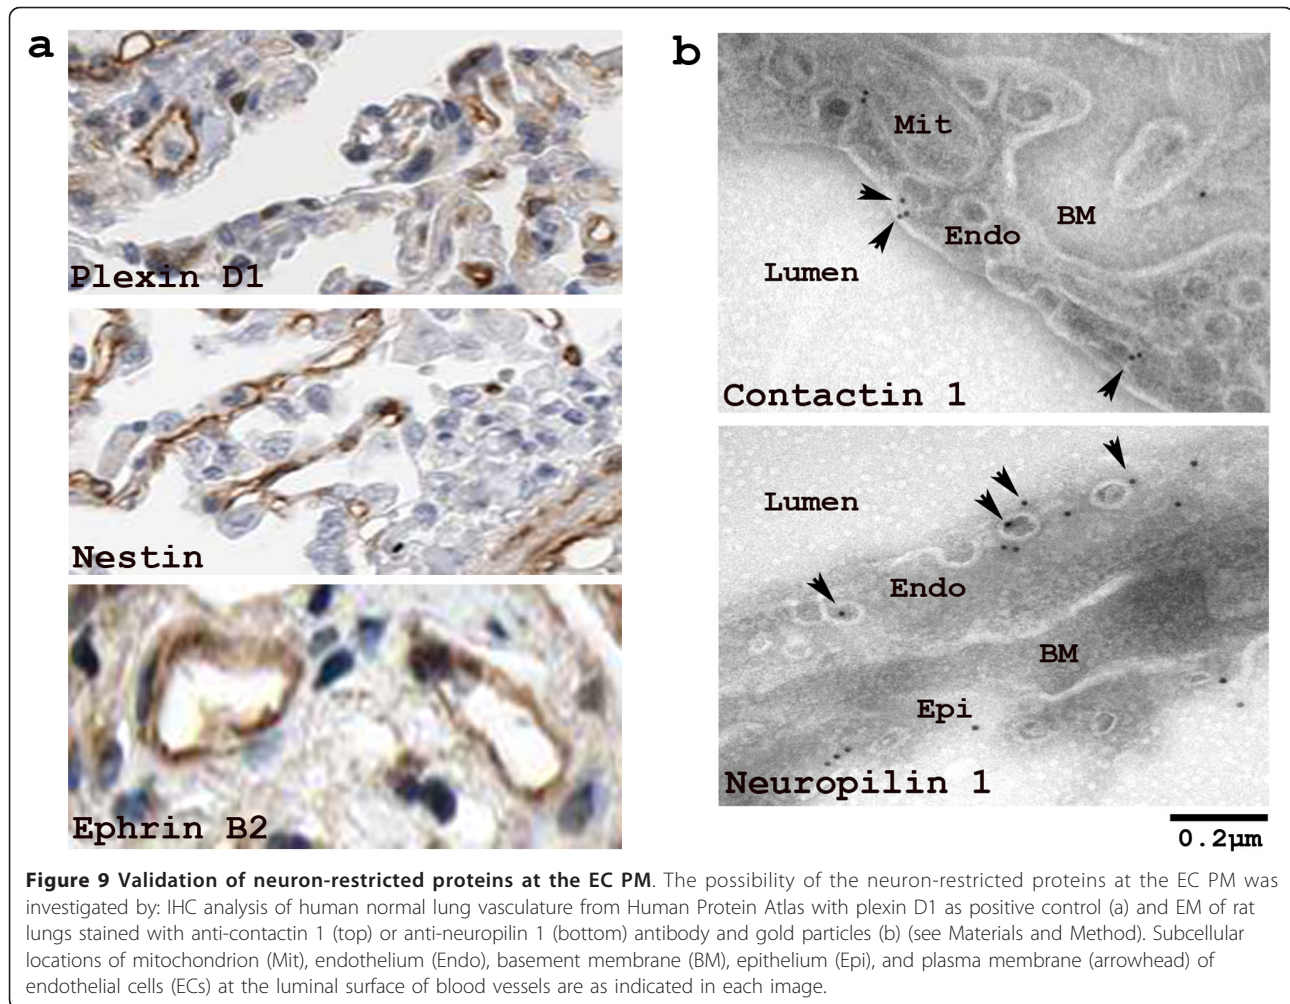 a
Plexin D1
Nestin
Ephrin B2
b
Mit
BM
Endo
Lumen
Contactin 1
Lumen
Endo
BM
Epi
Neuropilin 1
0.2µm
Figure 9 Validation of neuron-restricted proteins at the EC PM. The possibility of the neuron-restricted proteins at the EC PM was
investigated by: IHC analysis of human normal lung vasculature from Human Protein Atlas with plexin D1 as positive control (a) and EM of rat
lungs stained with anti-contactin 1 (top) or anti-neuropilin 1 (bottom) antibody and gold particles (b) (see Materials and Method). Subcellular
locations of mitochondrion (Mit), endothelium (Endo), basement membrane (BM), epithelium (Epi), and plasma membrane (arrowhead) of
endothelial cells (ECs) at the luminal surface of blood vessels are as indicated in each image.